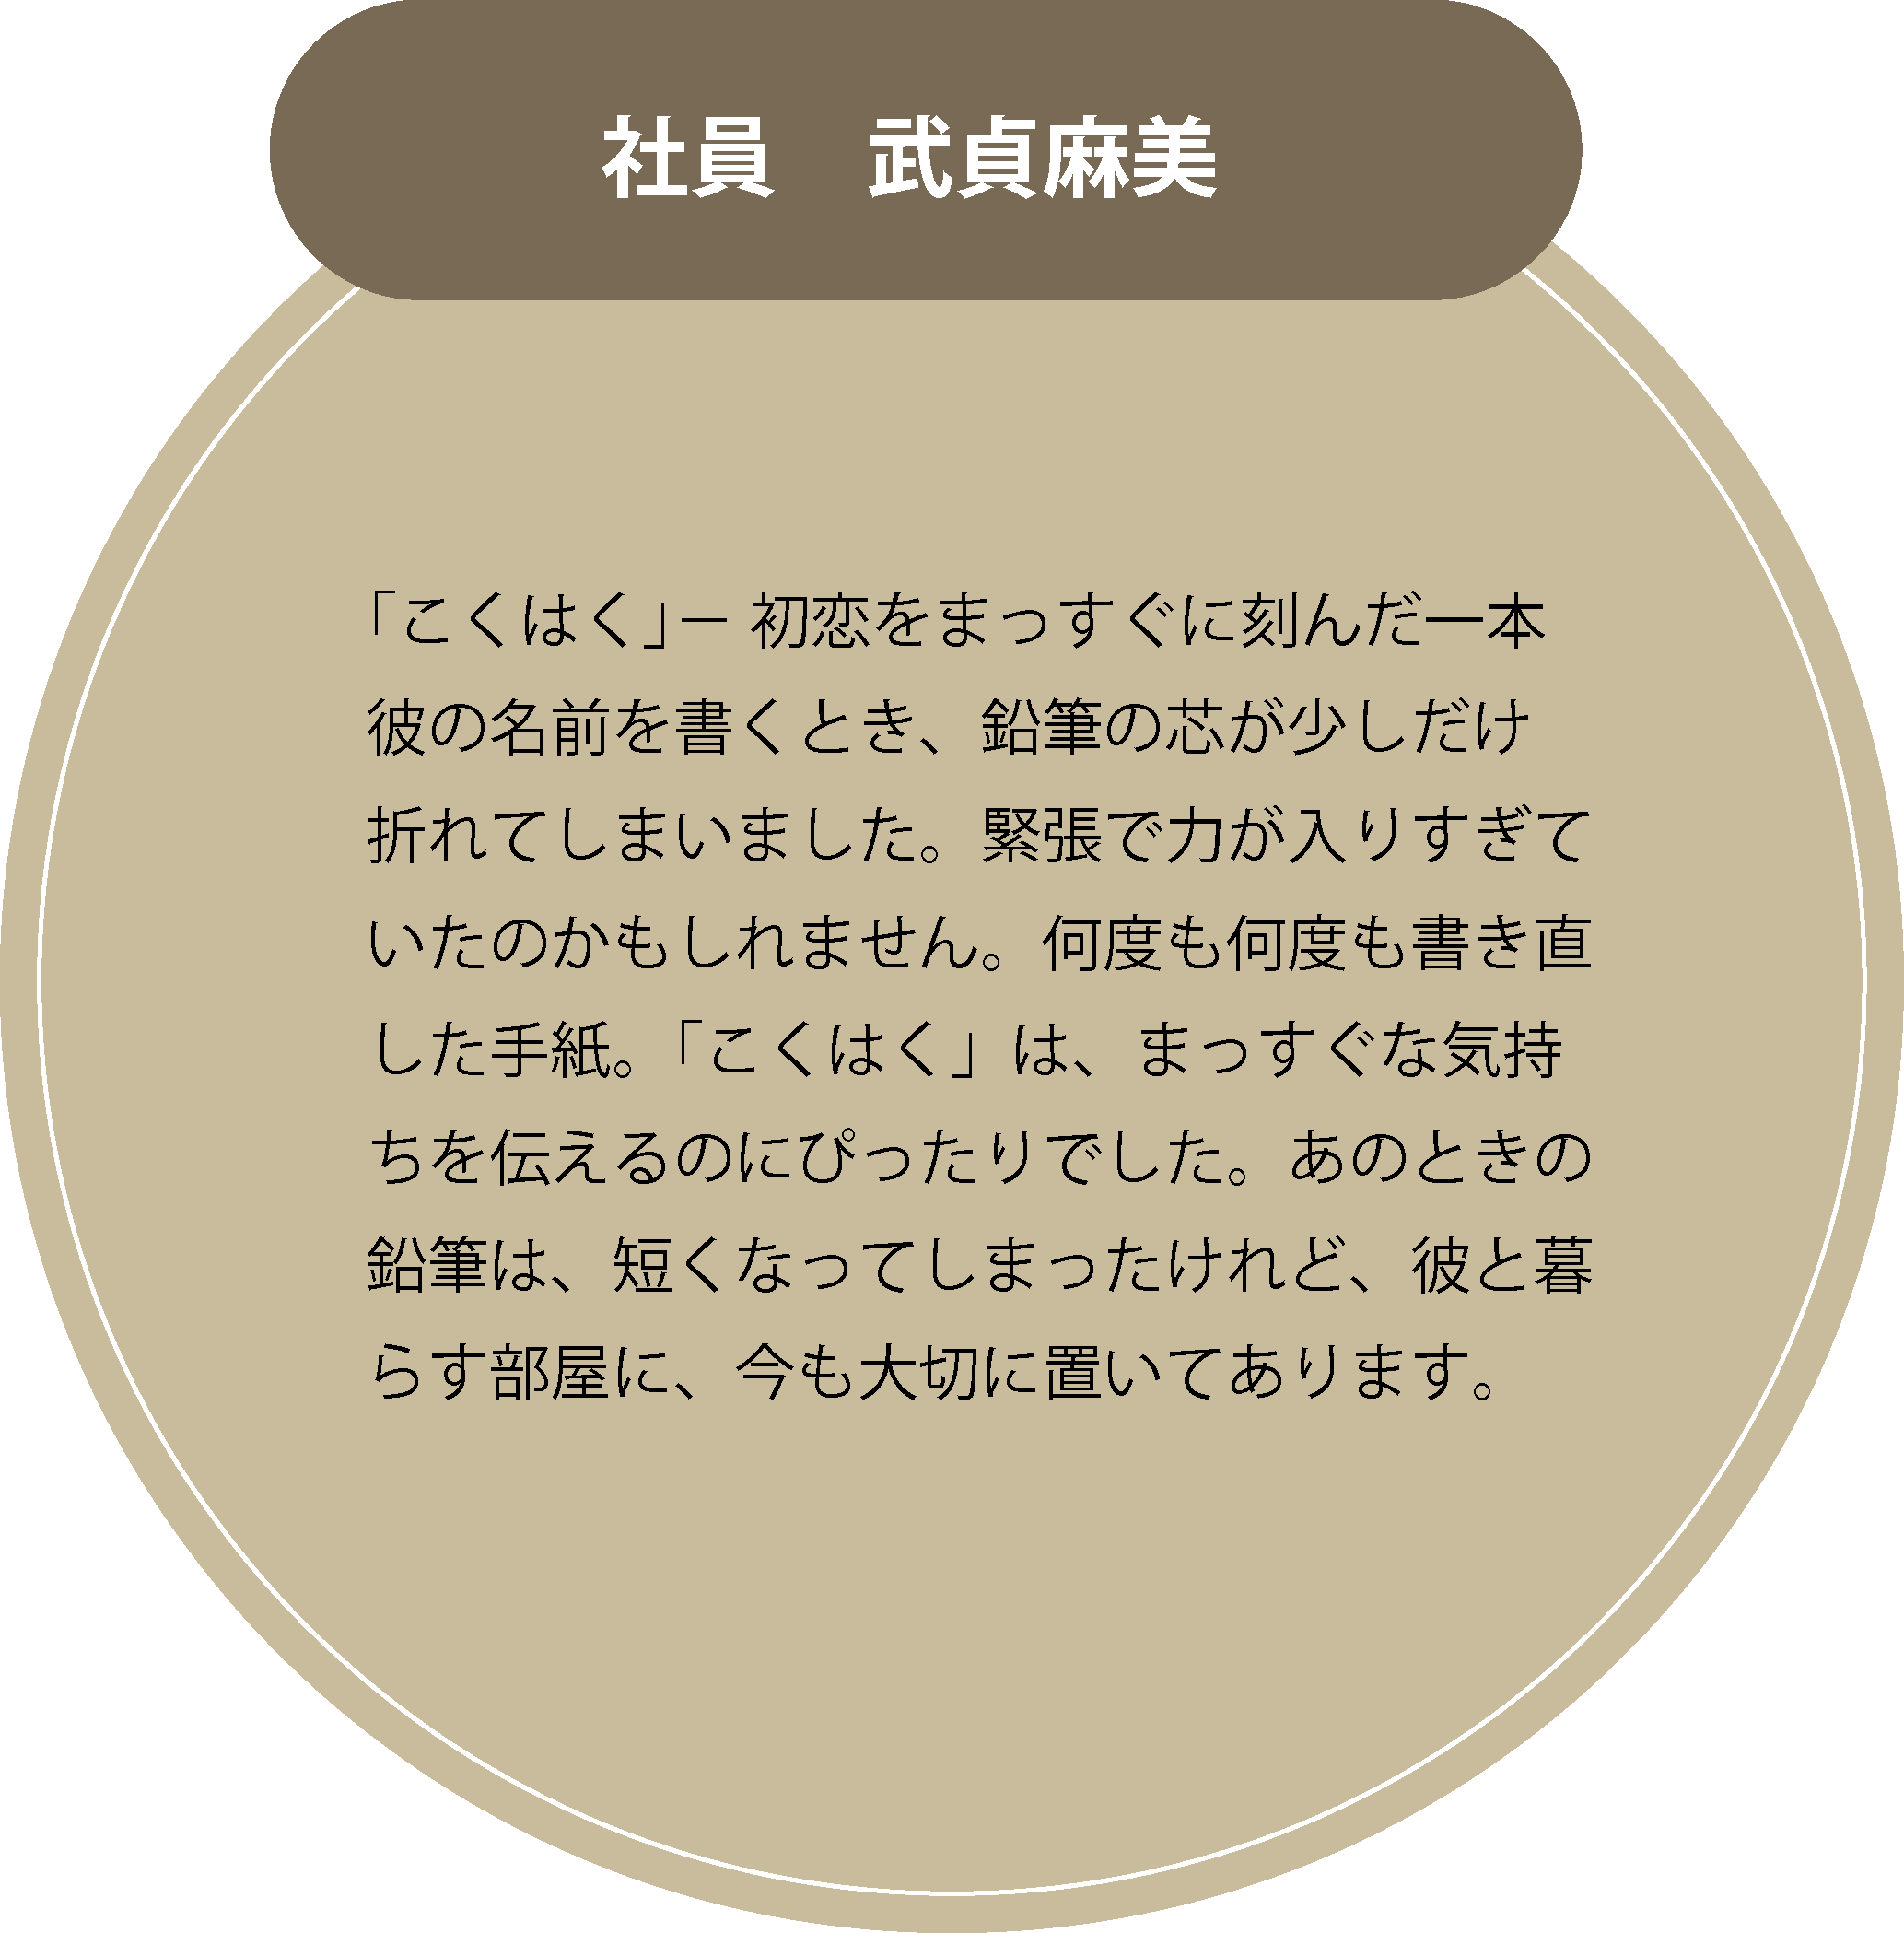 社員　武貞麻美
「こくはく」− 初恋をまっすぐに刻んだ一本
彼の名前を書くとき、鉛筆の芯が少しだけ
折れてしまいました。緊張で力が入りすぎて
いたのかもしれません。何度も何度も書き直
した手紙。「こくはく」は、まっすぐな気持
ちを伝えるのにぴったりでした。あのときの
鉛筆は、短くなってしまったけれど、彼と暮
らす部屋に、今も大切に置いてあります。